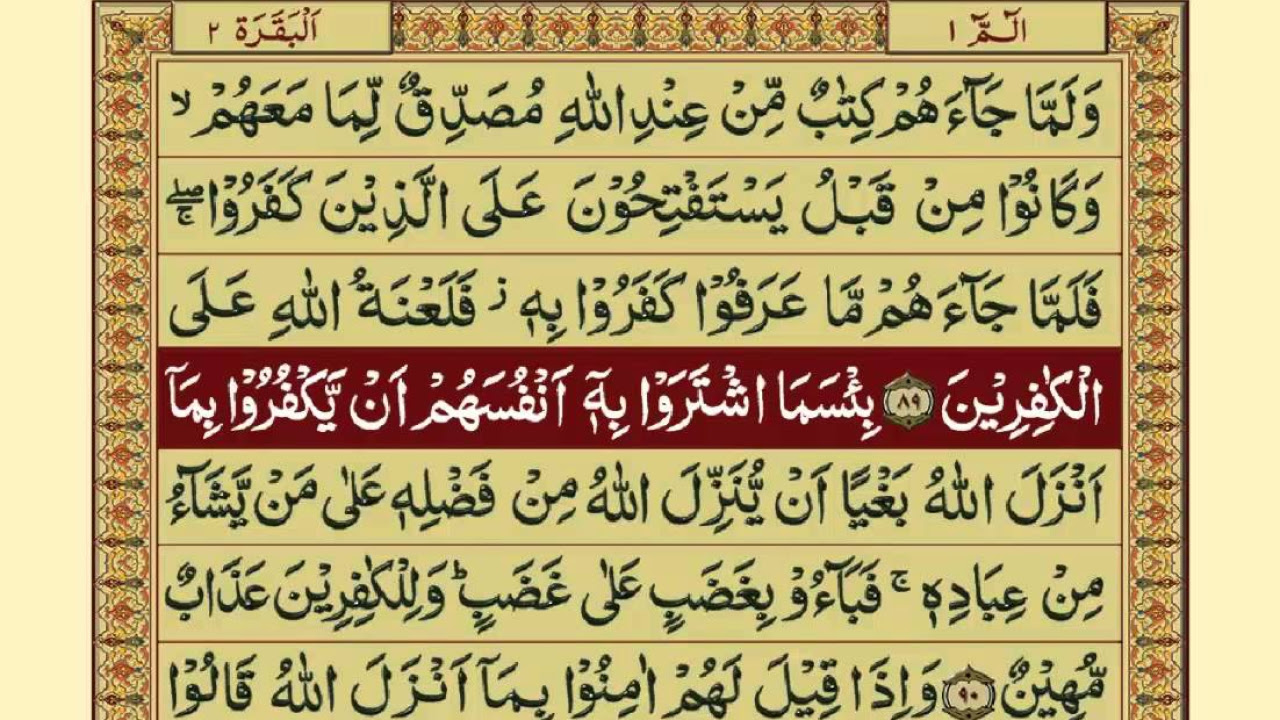 الٓمّٓ ١
اَلْبَقَرَة ٢
وَلَمَّا جَآءَهُمْ كِتٰبٌ مِّنْ عِنْدِ اللّٰهِ مُصَدِّقٌ لِّمَا مَعَهُمْ ۙ
وَكَانُوْا مِنْ قَبْلُ يَسْتَفْتِحُوْنَ عَلَى الَّذِيْنَ كَفَرُوْا ۚۖ
فَلَمَّا جَآءَهُمْ مَّا عَرَفُوْا كَفَرُوْا بِهٖ ز فَلَعْنَةُ اللّٰهِ عَلَى
الْكٰفِرِيْنَ ٨٩ بِئْسَمَا اشْتَرَوْا بِهٖٓ اَنْفُسَهُمْ اَنْ يَّكْفُرُوْا بِمَآ
اَنْزَلَ اللّٰهُ بَغْيًا اَنْ يُّنَزِّلَ اللّٰهُ مِنْ فَضْلِهٖ عَلٰى مَنْ يَّشَآءُ
مِنْ عِبَادِهٖ ۚ فَبَآءُوْ بِغَضَبٍ عَلٰى غَضَبٍ ؕ وَلِلْكٰفِرِيْنَ عَذَابٌ
مُّهِيْنٌ ٩٠ وَاِذَا قِيْلَ لَهُمْ اٰمِنُوْا بِمَآ اَنْزَلَ اللّٰهُ قَالُوْا